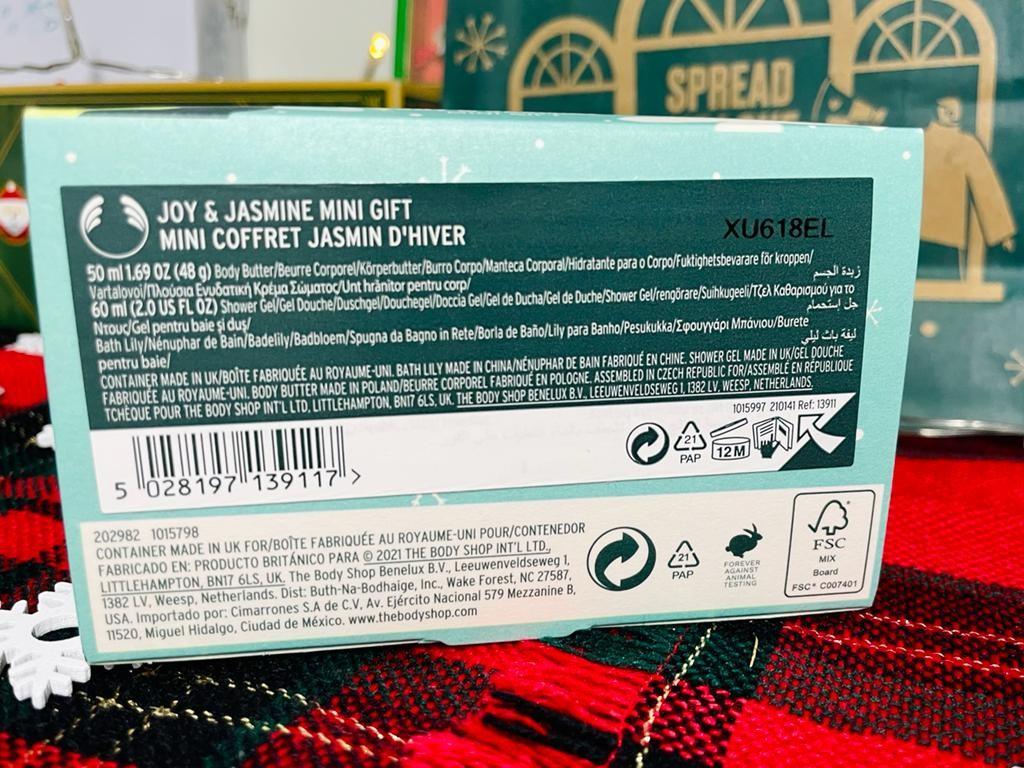 SPREAD
JOY & JASMINE MINI GIFT
MINI COFFRET JASMIN D'HIVER
XU618EL
50 ml 1.69 OZ (48 g) Body Butter/Beurre Corporel/Körperbutter/Burro Corpo/Manteca Corporal/Hidratante para o Corpo/Fuktighetsbevarare för kroppen/
Vartalovoi/Πλούσια Ενυδατική Κρέμα Σώματος/Unt hrănitor pentru corp/ زبدة الجسم
60 ml (2.0 US FL OZ) Shower Gel/Gel Douche/Duschgel/Douchegel/Doccia Gel/Gel de Ducha/Gel de Duche/Shower Gel/rengörare/Suihkugeeli/Τζελ Καθαρισμού για το
Ντους/Gel pentru baie și duș/ جل استحمام
Bath Lily/Nénuphar de Bain/Badelily/Badbloem/Spugna da Bagno in Rete/Borla de Baño/Lily para Banho/Pesukukka/Σφουγγάρι Μπάνιου/Burete
pentru baie/ ليفة باث ليلي
CONTAINER MADE IN UK/BOÎTE FABRIQUÉE AU ROYAUME-UNI. BATH LILY MADE IN CHINA/NÉNUPHAR DE BAIN FABRIQUÉ EN CHINE. SHOWER GEL MADE IN UK/GEL DOUCHE
FABRIQUÉ AU ROYAUME-UNI. BODY BUTTER MADE IN POLAND/BEURRE CORPOREL FABRIQUÉ EN POLOGNE. ASSEMBLED IN CZECH REPUBLIC FOR/ASSEMBLÉ EN RÉPUBLIQUE
TCHÈQUE POUR THE BODY SHOP INT'L LTD, LITTLEHAMPTON, BN17 6LS, UK. THE BODY SHOP BENELUX B.V., LEEUWENVELDSEWEG 1, 1382 LV, WEESP, NETHERLANDS.
1015997 210141 Ref: 13911
21
PAP
12M
5 028197 139117 >
202982 1015798
CONTAINER MADE IN UK FOR/BOÎTE FABRIQUÉE AU ROYAUME-UNI POUR/CONTENEDOR
FABRICADO EN: PRODUCTO BRITÁNICO PARA © 2021 THE BODY SHOP INT'L LTD.,
LITTLEHAMPTON, BN17 6LS, UK. The Body Shop Benelux B.V., Leeuwenveldseweg 1,
1382 LV, Weesp, Netherlands. Dist: Buth-Na-Bodhaige, Inc., Wake Forest, NC 27587,
USA. Importado por: Cimarrones S.A de C.V, Av. Ejército Nacional 579 Mezzanine B,
11520, Miguel Hidalgo, Ciudad de México. www.thebodyshop.com
21
PAP
FOREVER
AGAINST
ANIMAL
TESTING
FSC
MIX
Board
FSC® C007401